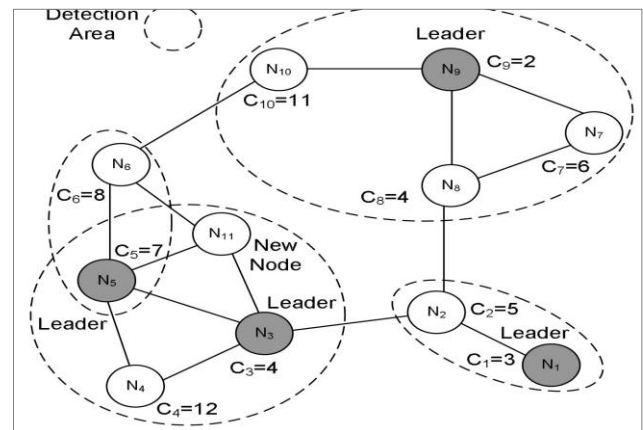 Detection
Area
Leader
N₁₀
N₉
C₉=2
C₁₀=11
N₇
N₆
C₇=6
N₈
C₈=4
C₆=8
N₁₁
C₅=7
New
Node
N₅
Leader
Leader
N₃
N₂
C₂=5
Leader
C₃=4
C₁=3
N₁
N₄
C₄=12